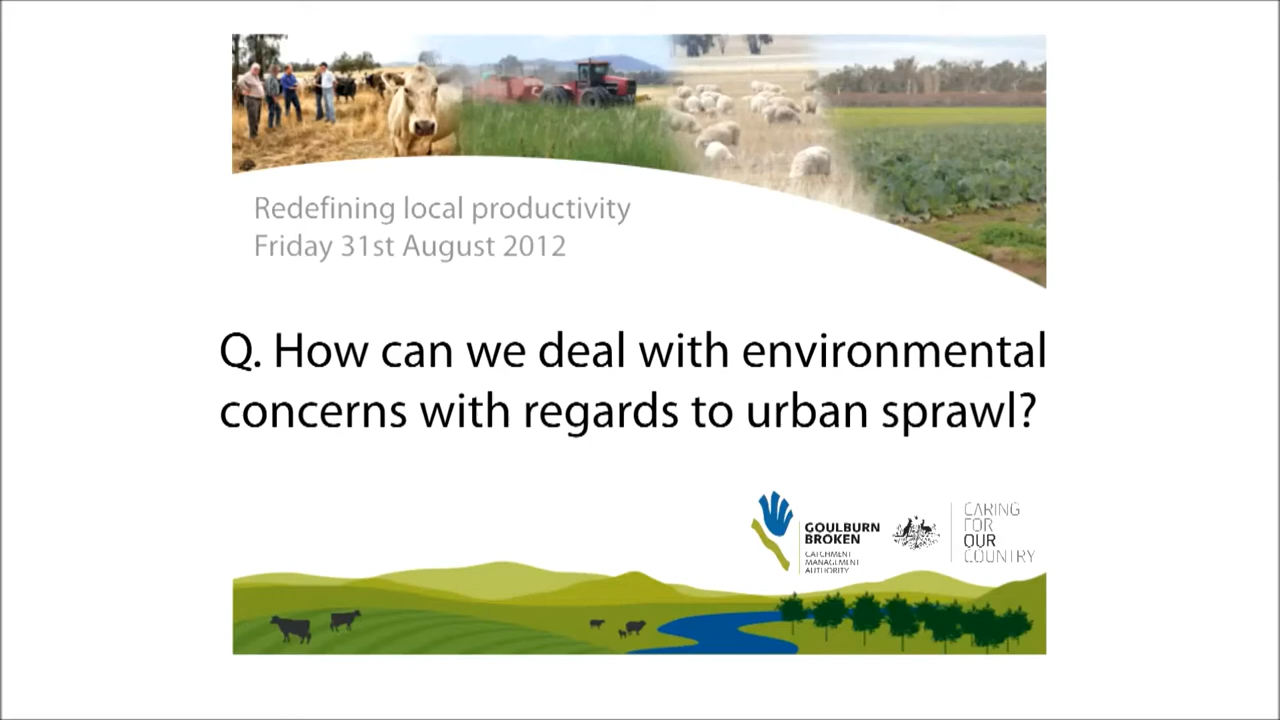 Redefining local productivity
Friday 31st August 2012
Q. How can we deal with environmental
concerns with regards to urban sprawl?
GOULBURN
BROKEN
CATCHMENT
MANAGEMENT
AUTHORITY
CARING
FOR
OUR
COUNTRY